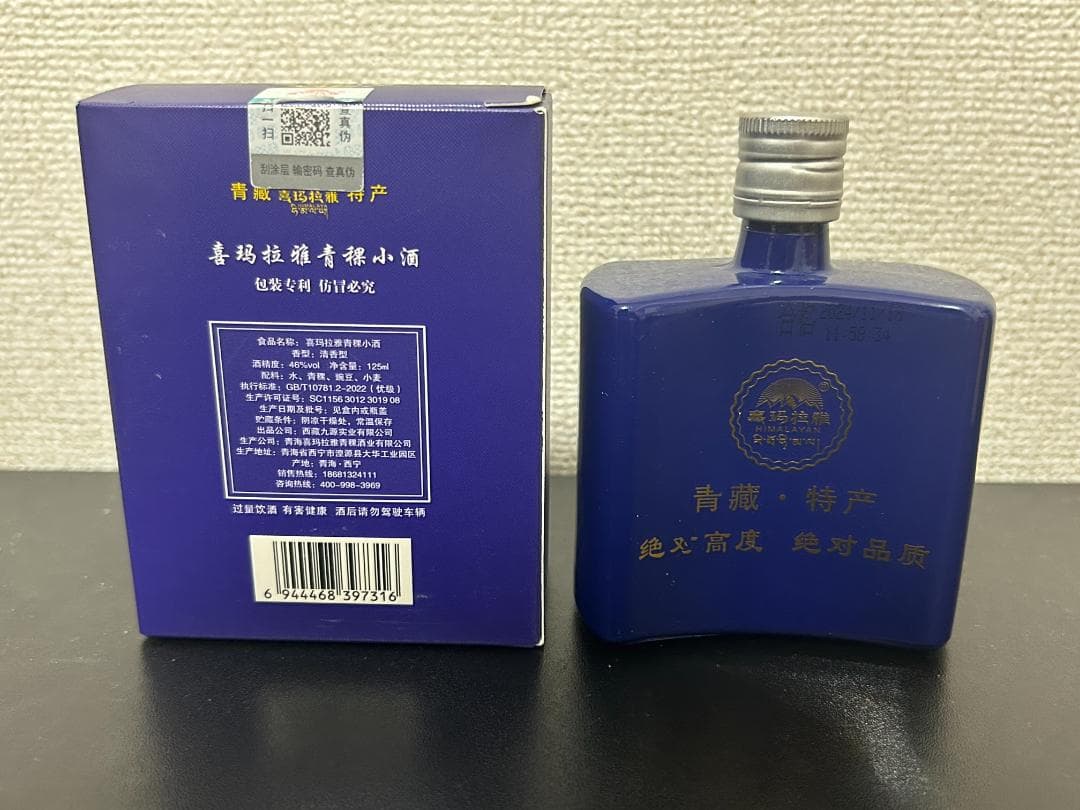 扫一扫
查真伪
刮涂层 输密码 查真伪
青藏 喜玛拉雅 特产
喜玛拉雅青稞小酒
包装专利 仿冒必究
食品名称：喜玛拉雅青稞小酒
香型：清香型
酒精度：46%vol 净含量：125ml
配料：水、青稞、豌豆、小麦
执行标准：GB/T10781.2-2022（优级）
生产许可证号：SC1156 3012 3019 08
生产日期及批号：见盒内或瓶盖
贮藏条件：阴凉干燥处，常温保存
出品公司：西藏九源实业有限公司
生产公司：青海喜玛拉雅青稞酒业有限公司
生产地址：青海省西宁市湟源县大华工业园区
产地：青海·西宁
销售热线：18681324111
咨询热线：400-998-3969
过量饮酒 有害健康 酒后请勿驾驶车辆
6 944468 397316
11:58
喜玛拉雅®
HIMALAYAN
青藏·特产
绝对高度 绝对品质